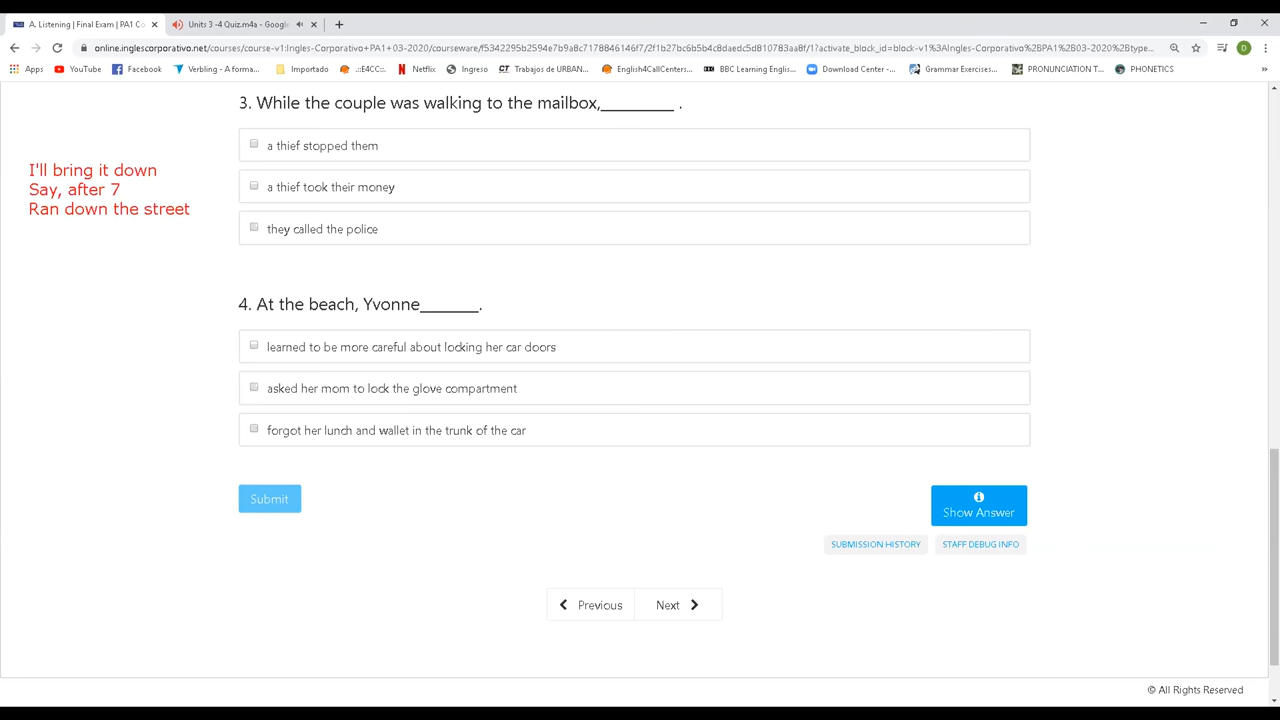 A. Listening | Final Exam | PA1 Co
Units 3 -4 Quiz.m4a - Google
online.inglescorporativo.net/courses/course-v1:Ingles-Corporativo+PA1+03-2020/courseware/f5342295b2594e7b9a8c7178846146f7/2f1b27bc6b5b4c8daedc5d810783aa8f/1?activate_block_id=block-v1%3AIngles-Corporativo%2BPA1%2B03-2020%2Btype...
D
Apps YouTube Facebook Verbling - A forma... Importado .::E4CC::. Netflix Ingreso Trabajos de URBAN... English4CallCenters... BBC Learning Englis... Download Center -... Grammar Exercises... PRONUNCIATION T... PHONETICS »
3. While the couple was walking to the mailbox,_________ .
a thief stopped them
a thief took their money
they called the police
I'll bring it down
Say, after 7
Ran down the street
4. At the beach, Yvonne_______.
learned to be more careful about locking her car doors
asked her mom to lock the glove compartment
forgot her lunch and wallet in the trunk of the car
Submit
Show Answer
SUBMISSION HISTORY STAFF DEBUG INFO
Previous Next
© All Rights Reserved